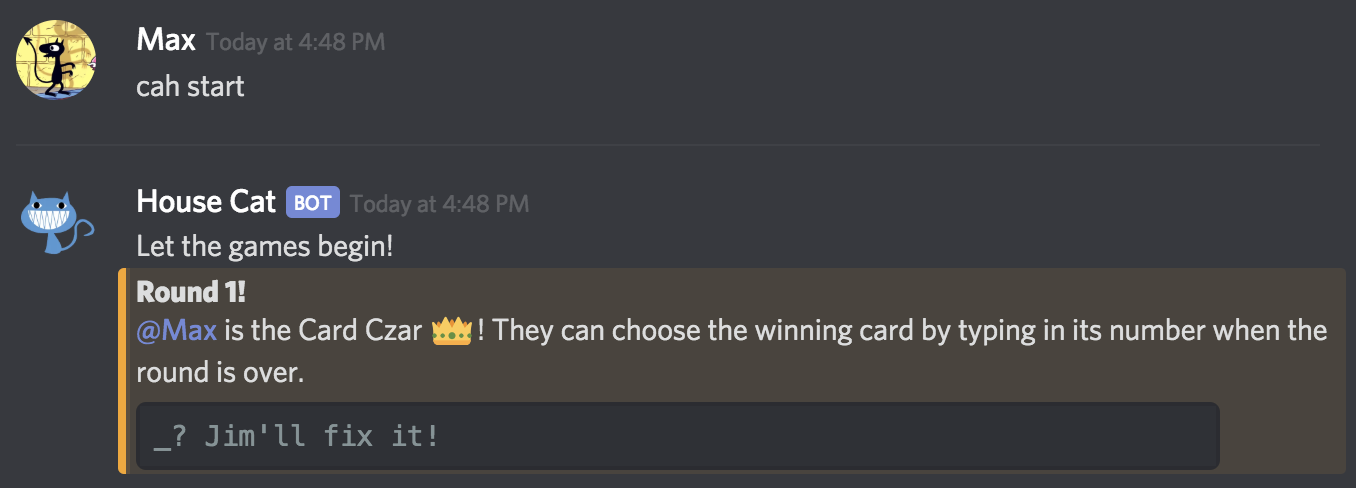 Max Today at 4:48 PM
cah start
House Cat BOT Today at 4:48 PM
Let the games begin!
Round 1!
@Max is the Card Czar 👑! They can choose the winning card by typing in its number when the
round is over.
_? Jim'll fix it!